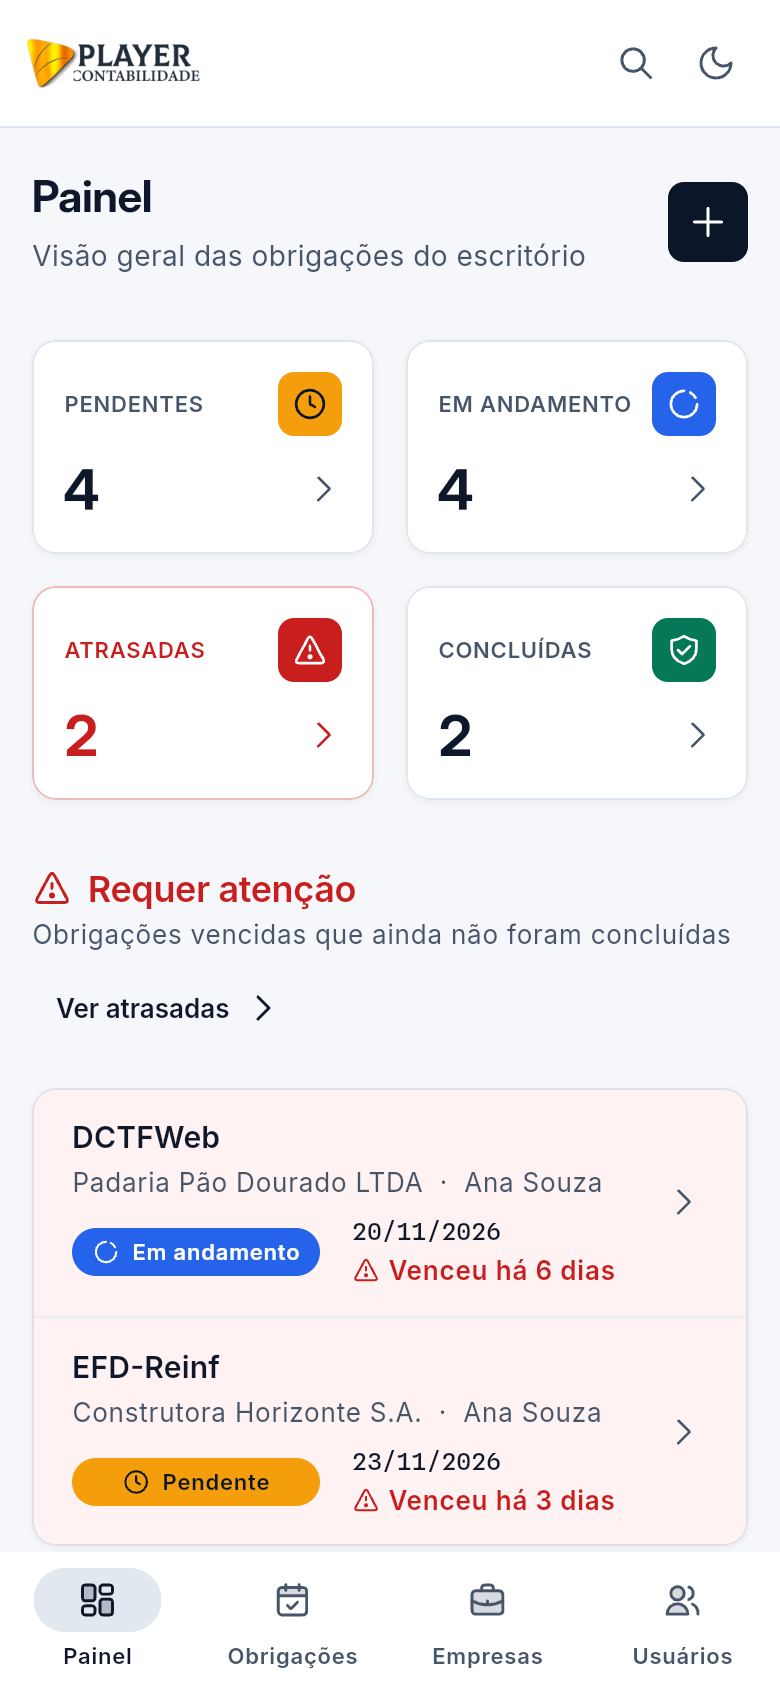 PLAYER
CONTABILIDADE
Painel
Visão geral das obrigações do escritório
PENDENTES
4
EM ANDAMENTO
4
ATRASADAS
2
CONCLUÍDAS
2
Requer atenção
Obrigações vencidas que ainda não foram concluídas
Ver atrasadas
DCTFWeb
Padaria Pão Dourado LTDA · Ana Souza
Em andamento
20/11/2026
Venceu há 6 dias
EFD-Reinf
Construtora Horizonte S.A. · Ana Souza
Pendente
23/11/2026
Venceu há 3 dias
Painel
Obrigações
Empresas
Usuários